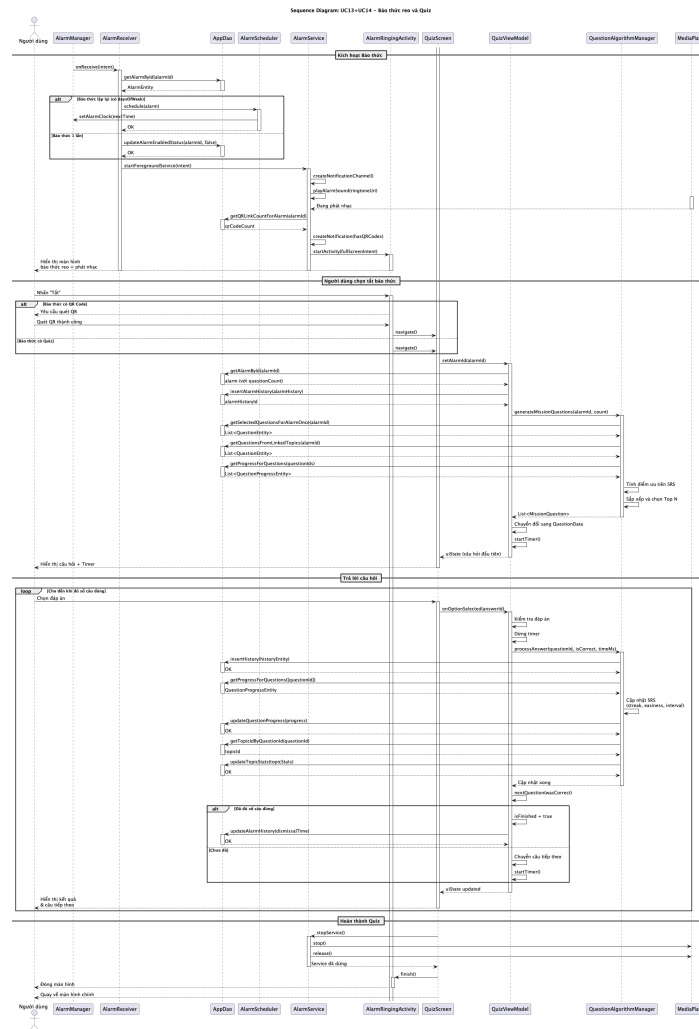 Sequence Diagram: UC13+UC14 - Báo thức reo và Quiz
Người dùng
AlarmManager
AlarmReceiver
AppDao
AlarmScheduler
AlarmService
AlarmRingingActivity
QuizScreen
QuizViewModel
QuestionAlgorithmManager
MediaPla
Kích hoạt Báo thức
onReceive(intent)
getAlarmById(alarmId)
AlarmEntity
alt
[Báo thức lặp lại (có daysOfWeek)]
schedule(alarm)
setAlarmClock(nextTime)
OK
[Báo thức 1 lần]
updateAlarmEnabledStatus(alarmId, false)
OK
startForegroundService(intent)
createNotificationChannel()
playAlarmSound(ringtoneUri)
Đang phát nhạc
getQRLinkCountForAlarm(alarmId)
qrCodeCount
createNotification(hasQRCodes)
startActivity(fullScreenIntent)
Hiển thị màn hình
báo thức reo + phát nhạc
Người dùng chọn tắt báo thức
Nhấn "Tắt"
alt
[Báo thức có QR Code]
Yêu cầu quét QR
Quét QR thành công
navigate()
[Báo thức có Quiz]
navigate()
setAlarmId(alarmId)
getAlarmById(alarmId)
alarm (với questionCount)
insertAlarmHistory(alarmHistory)
alarmHistoryId
generateMissionQuestions(alarmId, count)
getSelectedQuestionsForAlarmOnce(alarmId)
List<QuestionEntity>
getQuestionsFromLinkedTopics(alarmId)
List<QuestionEntity>
getProgressForQuestions(questionIds)
List<QuestionProgressEntity>
Tính điểm ưu tiên SRS
Sắp xếp và chọn Top N
List<MissionQuestion>
Chuyển đổi sang QuestionData
startTimer()
uiState (câu hỏi đầu tiên)
Hiển thị câu hỏi + Timer
Trả lời câu hỏi
loop
[Cho đến khi đủ số câu đúng]
Chọn đáp án
onOptionSelected(answerId)
Kiểm tra đáp án
Dừng timer
processAnswer(questionId, isCorrect, timeMs)
insertHistory(historyEntity)
OK
getProgressForQuestions([questionId])
QuestionProgressEntity
Cập nhật SRS
(streak, easiness, interval)
updateQuestionProgress(progress)
OK
getTopicIdByQuestionId(questionId)
topicId
updateTopicStats(topicStats)
OK
Cập nhật xong
nextQuestion(wasCorrect)
alt
[Đã đủ số câu đúng]
isFinished = true
updateAlarmHistory(dismissalTime)
OK
[Chưa đủ]
Chuyển câu tiếp theo
startTimer()
uiState updated
Hiển thị kết quả
& câu tiếp theo
Hoàn thành Quiz
stopService()
stop()
release()
Service đã dừng
finish()
Đóng màn hình
Quay về màn hình chính
Người dùng
AlarmManager
AlarmReceiver
AppDao
AlarmScheduler
AlarmService
AlarmRingingActivity
QuizScreen
QuizViewModel
QuestionAlgorithmManager
MediaPla